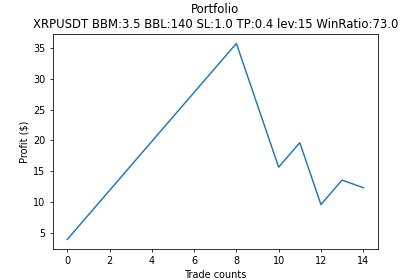 Portfolio
XRPUSDT BBM:3.5 BBL:140 SL:1.0 TP:0.4 lev:15 WinRatio:73.0
35
30
25
20
15
10
5
Profit ($)
0 2 4 6 8 10 12 14
Trade counts